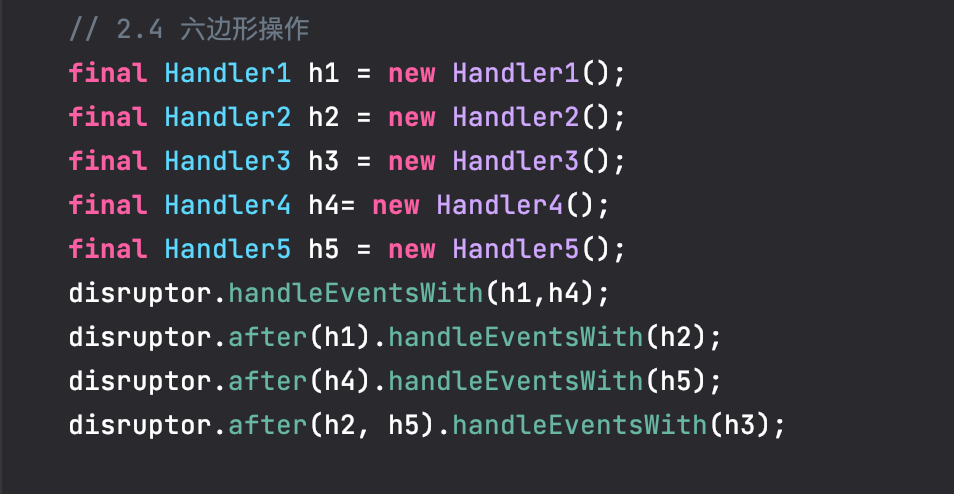 // 2.4 六边形操作
final Handler1 h1 = new Handler1();
final Handler2 h2 = new Handler2();
final Handler3 h3 = new Handler3();
final Handler4 h4= new Handler4();
final Handler5 h5 = new Handler5();
disruptor.handleEventsWith(h1,h4);
disruptor.after(h1).handleEventsWith(h2);
disruptor.after(h4).handleEventsWith(h5);
disruptor.after(h2, h5).handleEventsWith(h3);